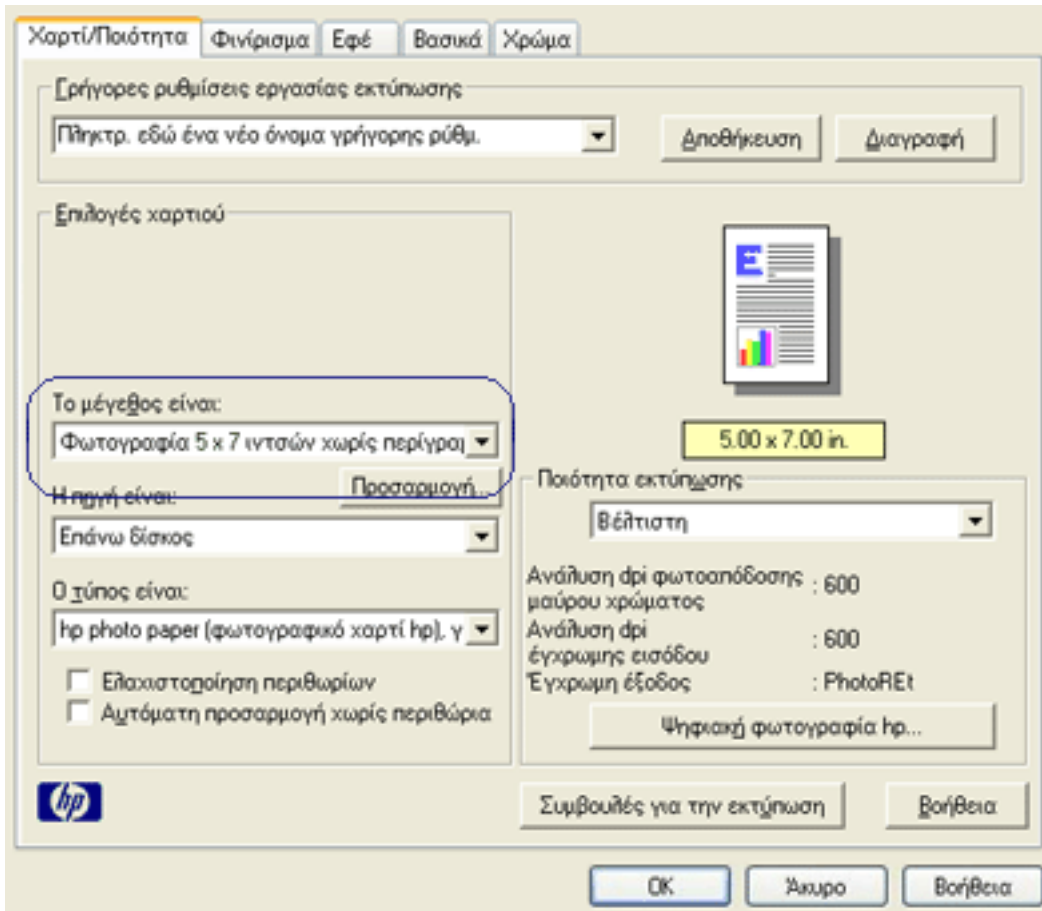 Χαρτί/Ποιότητα Φινίρισμα Εφέ Βασικά Χρώμα
Γρήγορες ρυθμίσεις εργασίας εκτύπωσης
Πληκτρ. εδώ ένα νέο όνομα γρήγορης ρύθμ. Αποθήκευση Διαγραφή
Επιλογές χαρτιού
Το μέγεθος είναι:
Φωτογραφία 5 x 7 ιντσών χωρίς περίγραμ
5.00 x 7.00 in.
Προσαρμογή...
Η πηγή είναι:
Επάνω δίσκος
Ο τύπος είναι:
hp photo paper (φωτογραφικό χαρτί hp), γ
Ελαχιστοποίηση περιθωρίων
Αυτόματη προσαρμογή χωρίς περιθώρια
Ποιότητα εκτύπωσης
Βέλτιστη
Ανάλυση dpi φωτοαπόδοσης : 600
μαύρου χρώματος
Ανάλυση dpi : 600
έγχρωμης εισόδου
Έγχρωμη έξοδος : PhotoREt
Ψηφιακή φωτογραφία hp...
hp
Συμβουλές για την εκτύπωση Βοήθεια
OK Άκυρο Βοήθεια